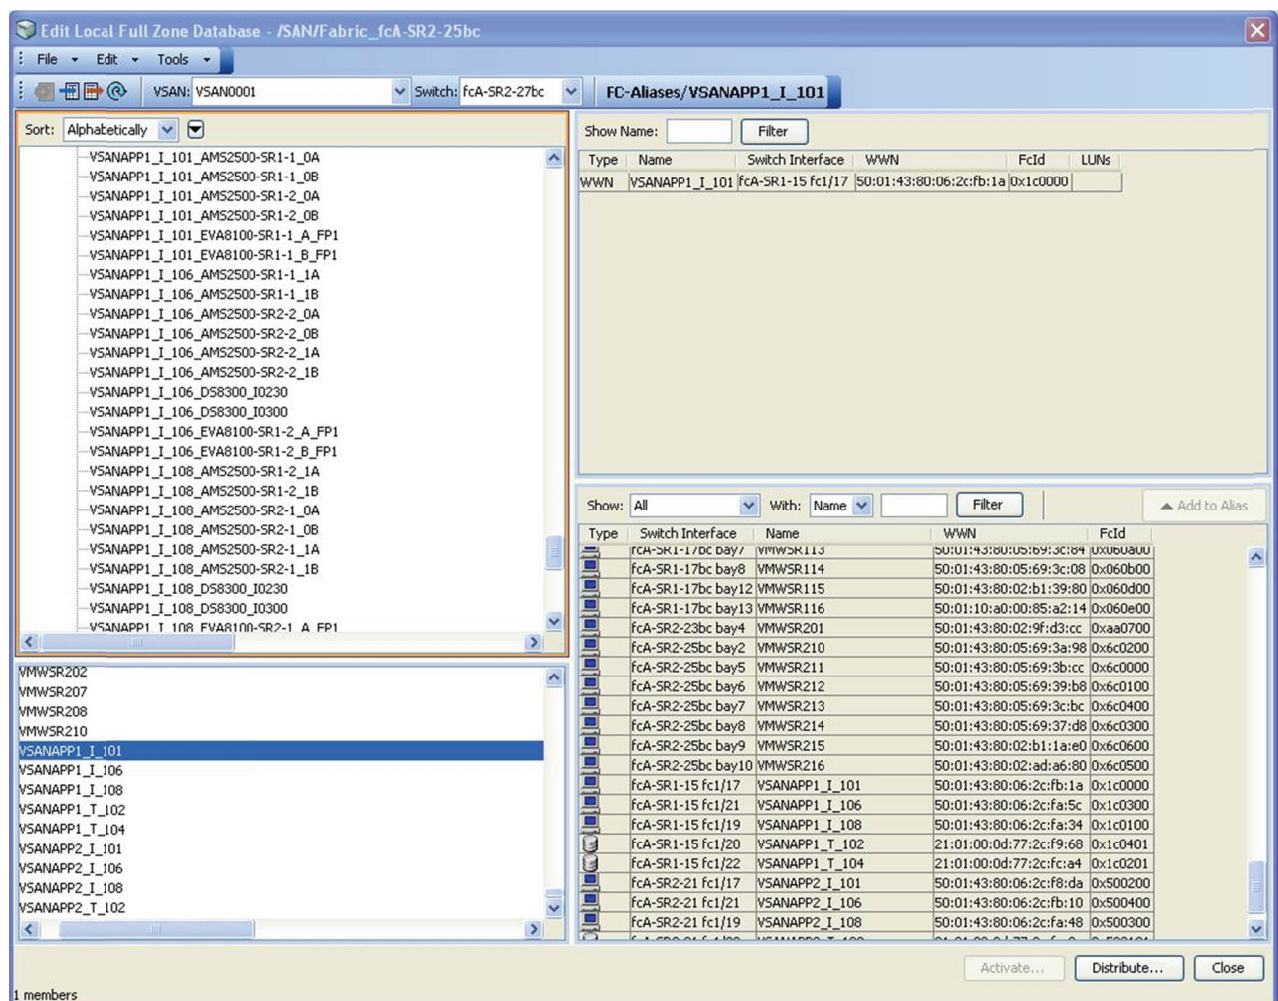 Edit Local Full Zone Database - /SAN/Fabric_fcA-SR2-25bc
File Edit Tools
VSAN: VSAN0001 Switch: fcA-SR2-27bc FC-Aliases/VSANAPP1_I_101
Sort: Alphabetically
VSANAPP1_I_101_AMS2500-SR1-1_0A
VSANAPP1_I_101_AMS2500-SR1-1_0B
VSANAPP1_I_101_AMS2500-SR1-2_0A
VSANAPP1_I_101_AMS2500-SR1-2_0B
VSANAPP1_I_101_EVA8100-SR1-1_A_FP1
VSANAPP1_I_101_EVA8100-SR1-1_B_FP1
VSANAPP1_I_106_AMS2500-SR1-1_1A
VSANAPP1_I_106_AMS2500-SR1-1_1B
VSANAPP1_I_106_AMS2500-SR2-2_0A
VSANAPP1_I_106_AMS2500-SR2-2_0B
VSANAPP1_I_106_AMS2500-SR2-2_1A
VSANAPP1_I_106_AMS2500-SR2-2_1B
VSANAPP1_I_106_DS8300_I0230
VSANAPP1_I_106_DS8300_I0300
VSANAPP1_I_106_EVA8100-SR1-2_A_FP1
VSANAPP1_I_106_EVA8100-SR1-2_B_FP1
VSANAPP1_I_108_AMS2500-SR1-2_1A
VSANAPP1_I_108_AMS2500-SR1-2_1B
VSANAPP1_I_108_AMS2500-SR2-1_0A
VSANAPP1_I_108_AMS2500-SR2-1_0B
VSANAPP1_I_108_AMS2500-SR2-1_1A
VSANAPP1_I_108_AMS2500-SR2-1_1B
VSANAPP1_I_108_DS8300_I0230
VSANAPP1_I_108_DS8300_I0300
VSANAPP1_I_108_EVA8100-SR2-1_A_FP1
VMWSR202
VMWSR207
VMWSR208
VMWSR210
VSANAPP1_I_101
VSANAPP1_I_106
VSANAPP1_I_108
VSANAPP1_T_102
VSANAPP1_T_104
VSANAPP2_I_101
VSANAPP2_I_106
VSANAPP2_I_108
VSANAPP2_T_102
Show Name: Filter
Type Name Switch Interface WWN FcId LUNs
WWN VSANAPP1_I_101 fcA-SR1-15 fc1/17 50:01:43:80:06:2c:fb:1a 0x1c0000
Show: All With: Name Filter Add to Alias
Type Switch Interface Name WWN FcId
fcA-SR1-17bc bay7 VMWSR113 50:01:43:80:05:69:3c:84 0x060a00
fcA-SR1-17bc bay8 VMWSR114 50:01:43:80:05:69:3c:08 0x060b00
fcA-SR1-17bc bay12 VMWSR115 50:01:43:80:02:b1:39:80 0x060d00
fcA-SR1-17bc bay13 VMWSR116 50:01:10:a0:00:85:a2:14 0x060e00
fcA-SR2-23bc bay4 VMWSR201 50:01:43:80:02:9f:d3:cc 0xaa0700
fcA-SR2-25bc bay2 VMWSR210 50:01:43:80:05:69:3a:98 0x6c0200
fcA-SR2-25bc bay5 VMWSR211 50:01:43:80:05:69:3b:cc 0x6c0000
fcA-SR2-25bc bay6 VMWSR212 50:01:43:80:05:69:39:b8 0x6c0100
fcA-SR2-25bc bay7 VMWSR213 50:01:43:80:05:69:3c:bc 0x6c0400
fcA-SR2-25bc bay8 VMWSR214 50:01:43:80:05:69:37:d8 0x6c0300
fcA-SR2-25bc bay9 VMWSR215 50:01:43:80:02:b1:1a:e0 0x6c0600
fcA-SR2-25bc bay10 VMWSR216 50:01:43:80:02:ad:a6:80 0x6c0500
fcA-SR1-15 fc1/17 VSANAPP1_I_101 50:01:43:80:06:2c:fb:1a 0x1c0000
fcA-SR1-15 fc1/21 VSANAPP1_I_106 50:01:43:80:06:2c:fa:5c 0x1c0300
fcA-SR1-15 fc1/19 VSANAPP1_I_108 50:01:43:80:06:2c:fa:34 0x1c0100
fcA-SR1-15 fc1/20 VSANAPP1_T_102 21:01:00:0d:77:2c:f9:68 0x1c0401
fcA-SR1-15 fc1/22 VSANAPP1_T_104 21:01:00:0d:77:2c:fc:a4 0x1c0201
fcA-SR2-21 fc1/17 VSANAPP2_I_101 50:01:43:80:06:2c:f8:da 0x500200
fcA-SR2-21 fc1/21 VSANAPP2_I_106 50:01:43:80:06:2c:fb:10 0x500400
fcA-SR2-21 fc1/19 VSANAPP2_I_108 50:01:43:80:06:2c:fa:48 0x500300
Activate... Distribute... Close
1 members